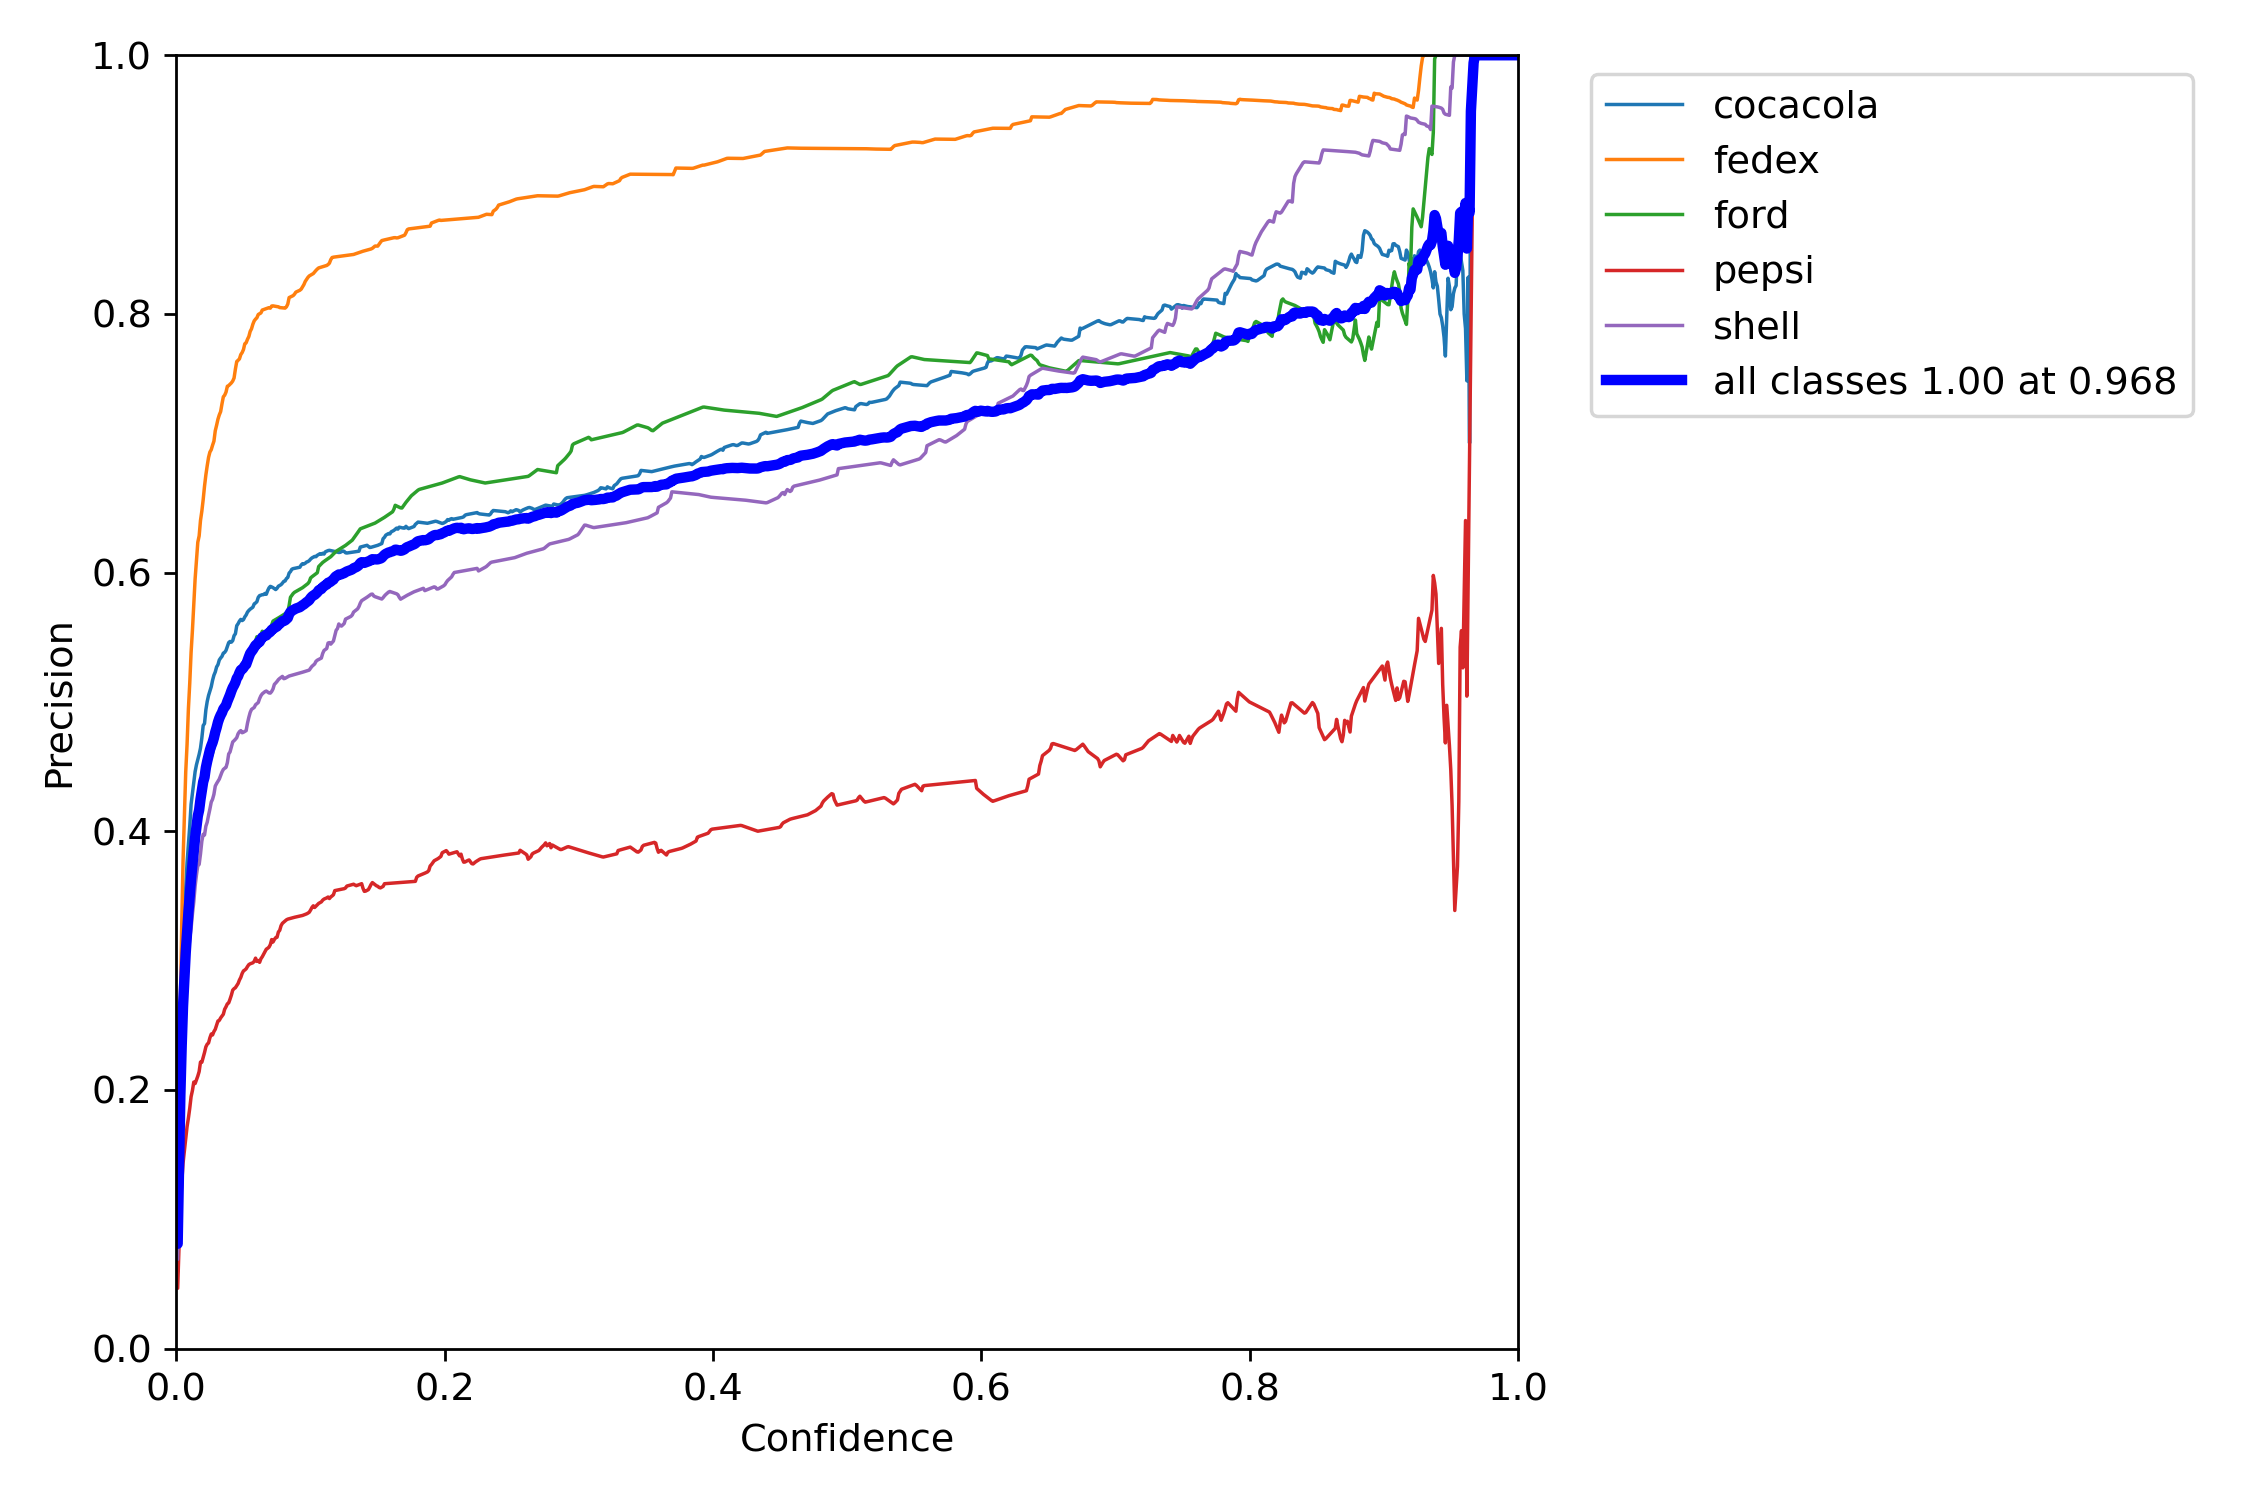 1.0
0.8
0.6
0.4
0.2
0.0
Precision
0.0 0.2 0.4 0.6 0.8 1.0
Confidence
cocacola
fedex
ford
pepsi
shell
all classes 1.00 at 0.968